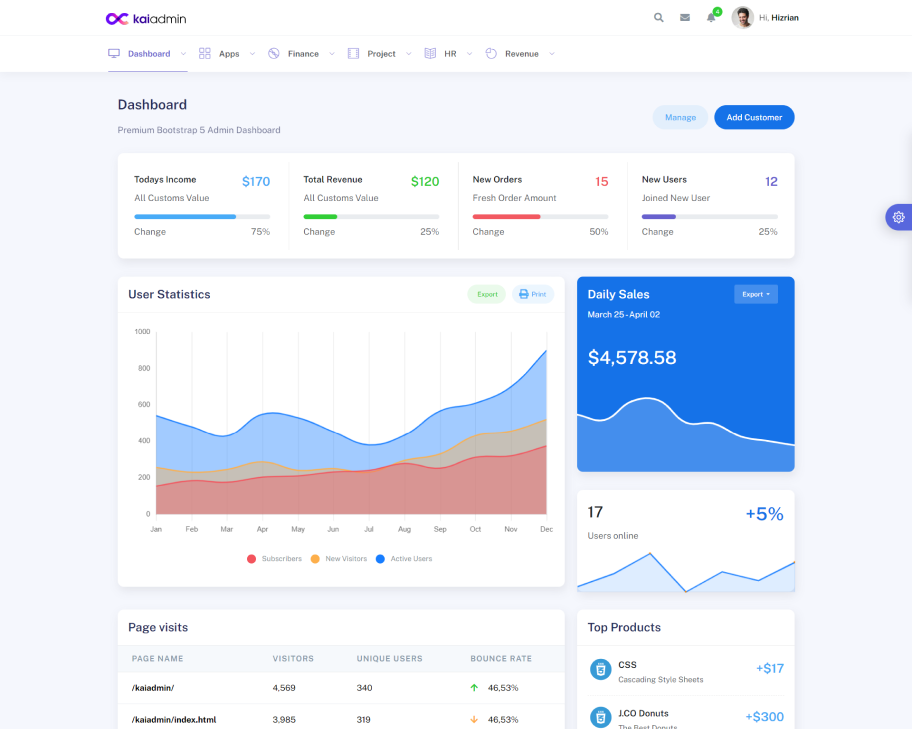 kaiadmin
4
Hi, Hizrian
Dashboard
Apps
Finance
Project
HR
Revenue
Dashboard
Premium Bootstrap 5 Admin Dashboard
Manage
Add Customer
Todays Income
$170
All Customs Value
Change
75%
Total Revenue
$120
All Customs Value
Change
25%
New Orders
15
Fresh Order Amount
Change
50%
New Users
12
Joined New User
Change
25%
User Statistics
Export
Print
1000
800
600
400
200
0
Jan Feb Mar Apr May Jun Jul Aug Sep Oct Nov Dec
Subscribers New Visitors Active Users
Daily Sales
Export
March 25 - April 02
$4,578.58
17
+5%
Users online
Page visits
PAGE NAME VISITORS UNIQUE USERS BOUNCE RATE
/kaiadmin/ 4,569 340 46,53%
/kaiadmin/index.html 3,985 319 46,53%
Top Products
CSS
Cascading Style Sheets
+$17
J.CO Donuts
The Best Donuts
+$300